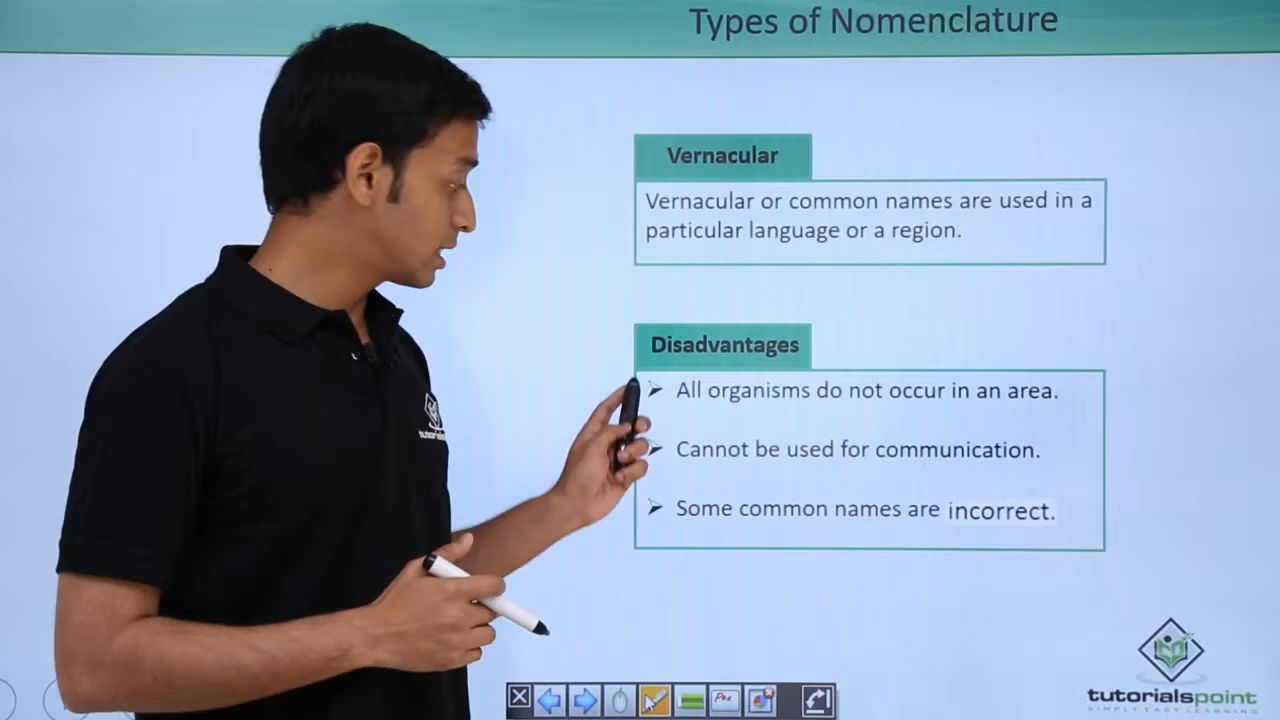 Types of Nomenclature
Vernacular
Vernacular or common names are used in a
particular language or a region.
Disadvantages
All organisms do not occur in an area.
Cannot be used for communication.
Some common names are incorrect.
tutorialspoint
SIMPLY EASY LEARNING
Pen